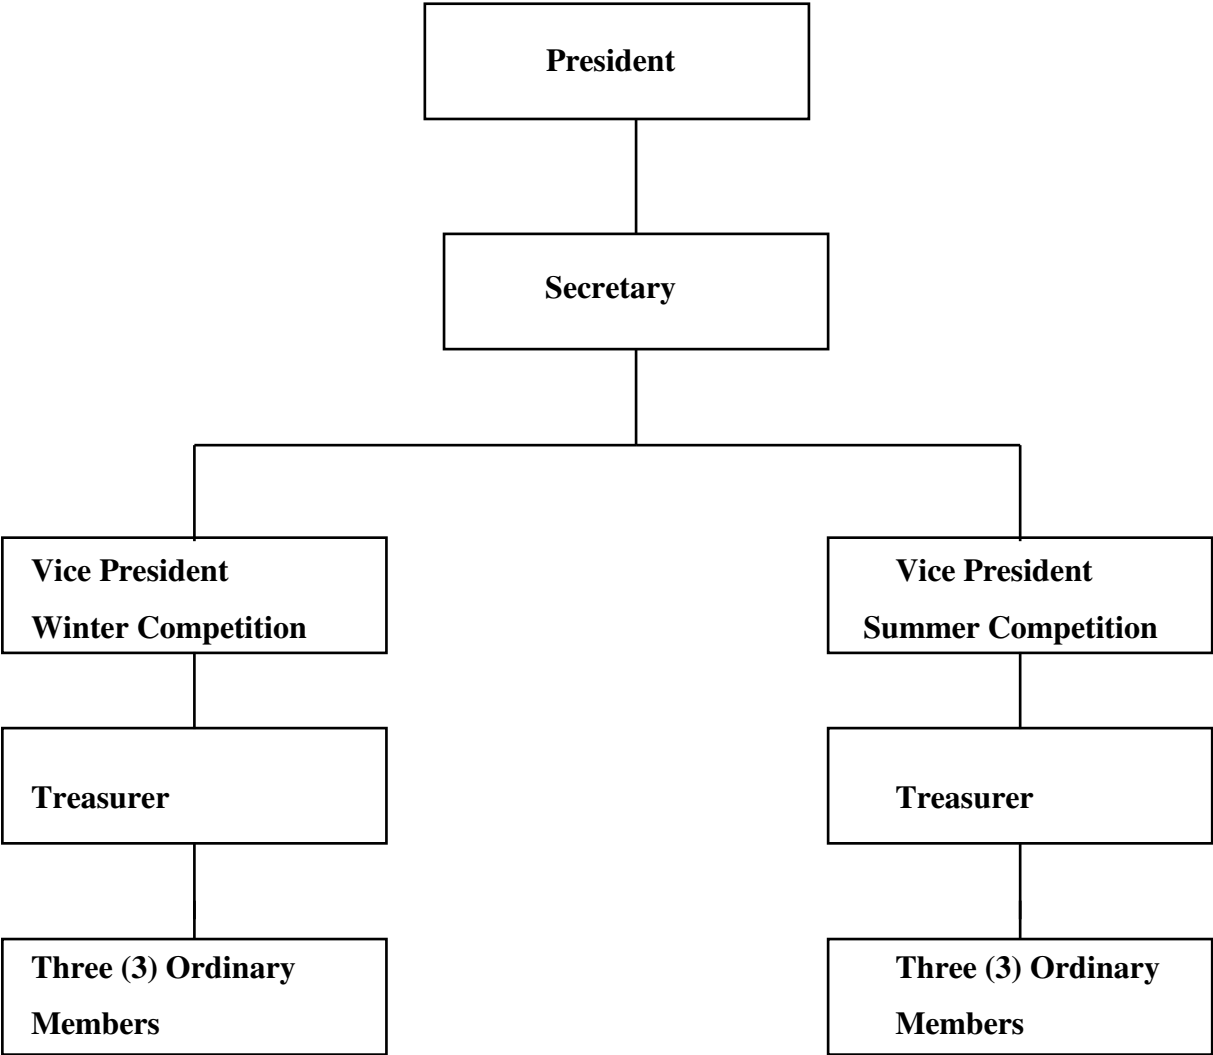 President
Secretary
Vice President
Winter Competition
Vice President
Summer Competition
Treasurer
Treasurer
Three (3) Ordinary
Members
Three (3) Ordinary
Members